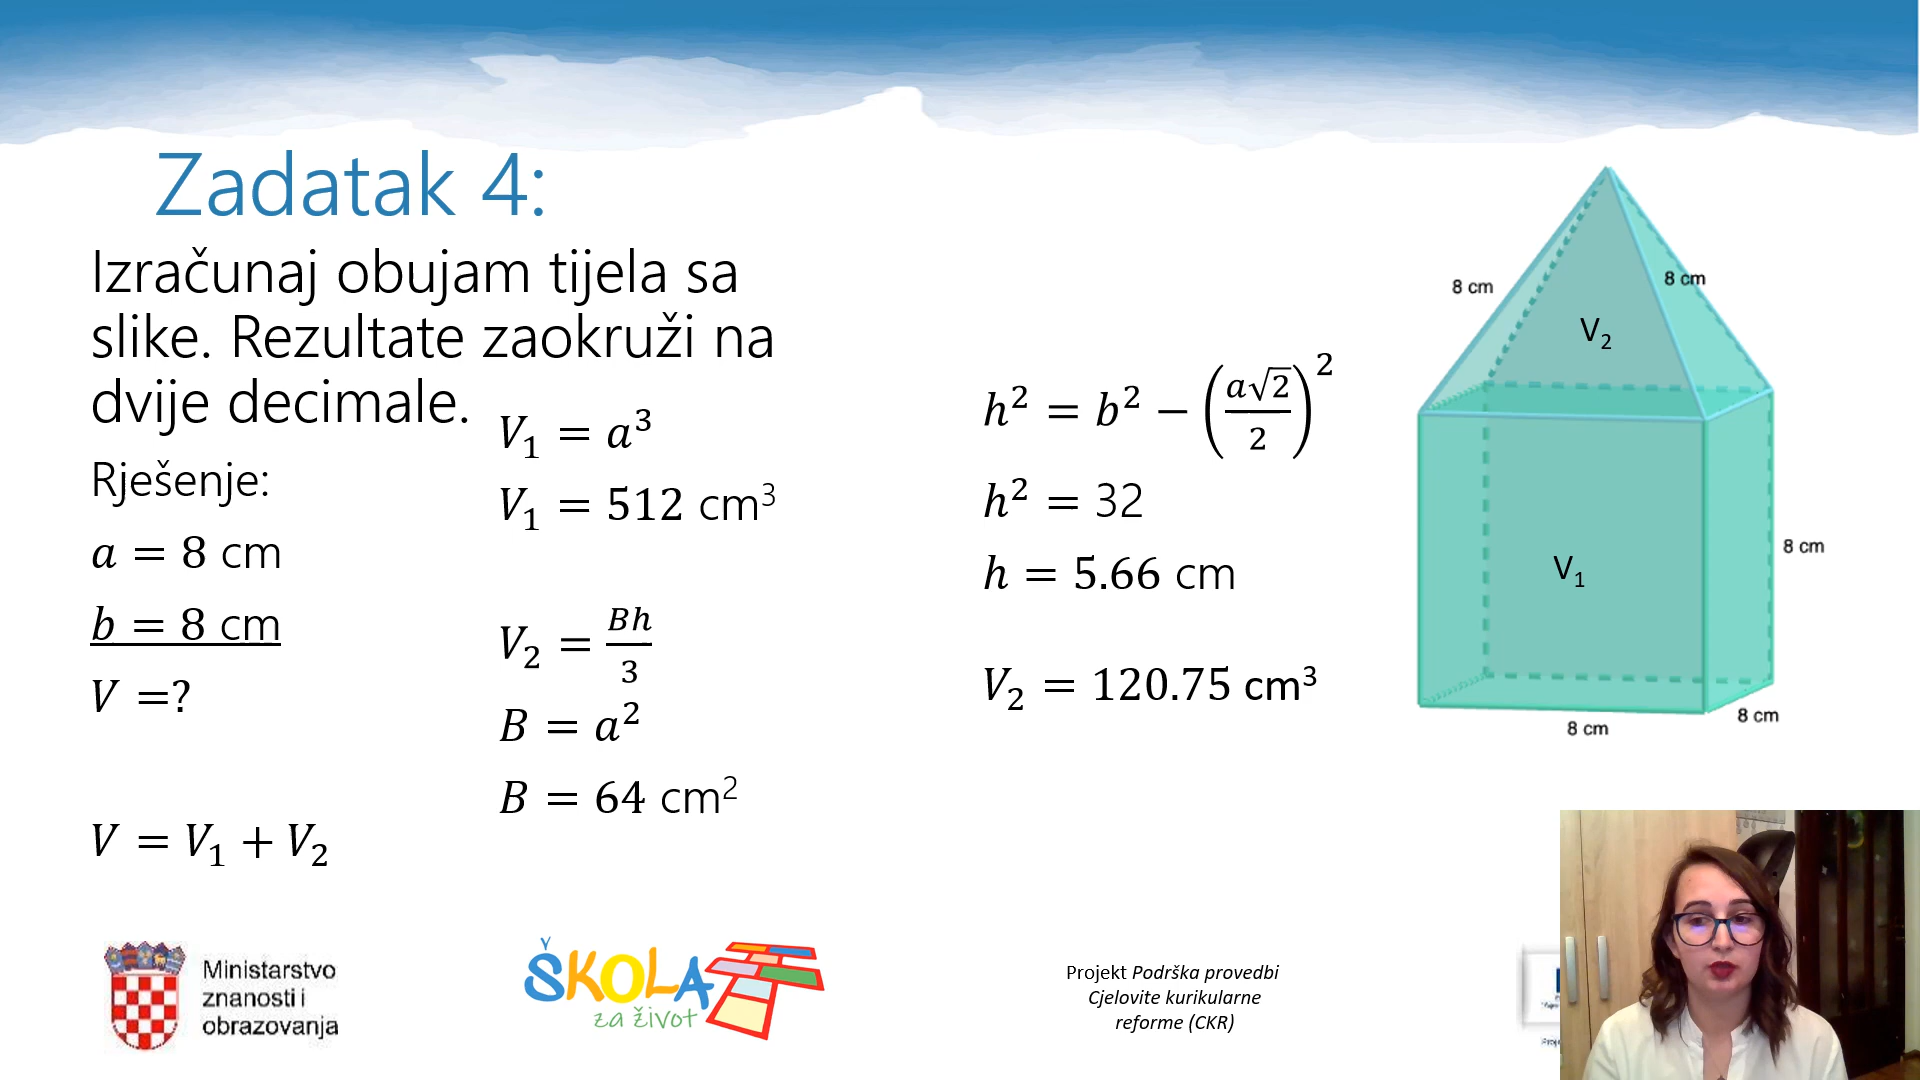 Zadatak 4:
Izračunaj obujam tijela sa
slike. Rezultate zaokruži na
dvije decimale.
Rješenje:
a = 8 cm
b = 8 cm
V =?
V = V₁ + V₂
V₁ = a³
V₁ = 512 cm³
V₂ = Bh/3
B = a²
B = 64 cm²
h² = b² − (a√2/2)²
h² = 32
h = 5.66 cm
V₂ = 120.75 cm³
8 cm
8 cm
V₂
V₁
8 cm
8 cm
8 cm
Ministarstvo
znanosti i
obrazovanja
ŠKOLA
za život
Projekt Podrška provedbi
Cjelovite kurikularne
reforme (CKR)